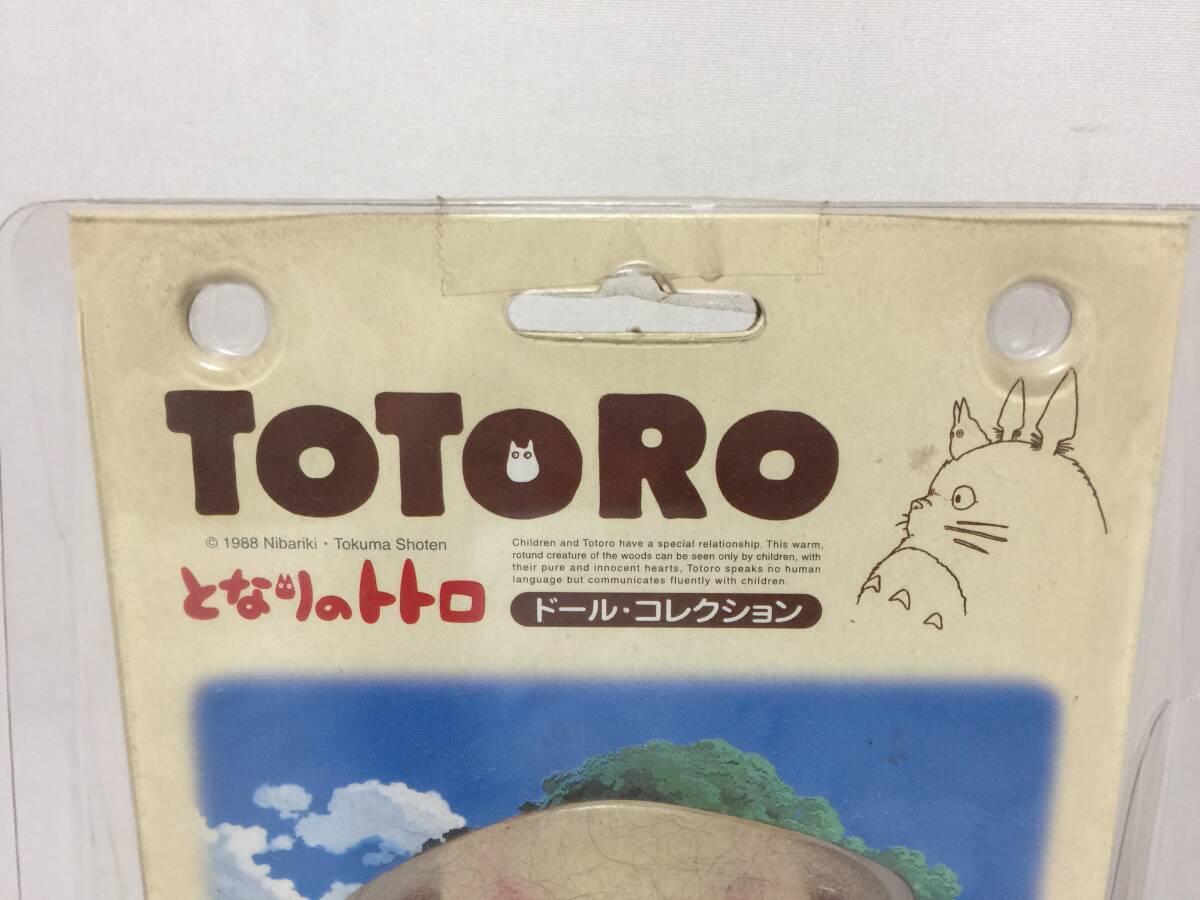 TOTORO
© 1988 Nibariki・Tokuma Shoten
となりのトトロ
Children and Totoro have a special relationship. This warm,
rotund creature of the woods can be seen only by children, with
their pure and innocent hearts, Totoro speaks no human
language but communicates fluently with children.
ドール・コレクション